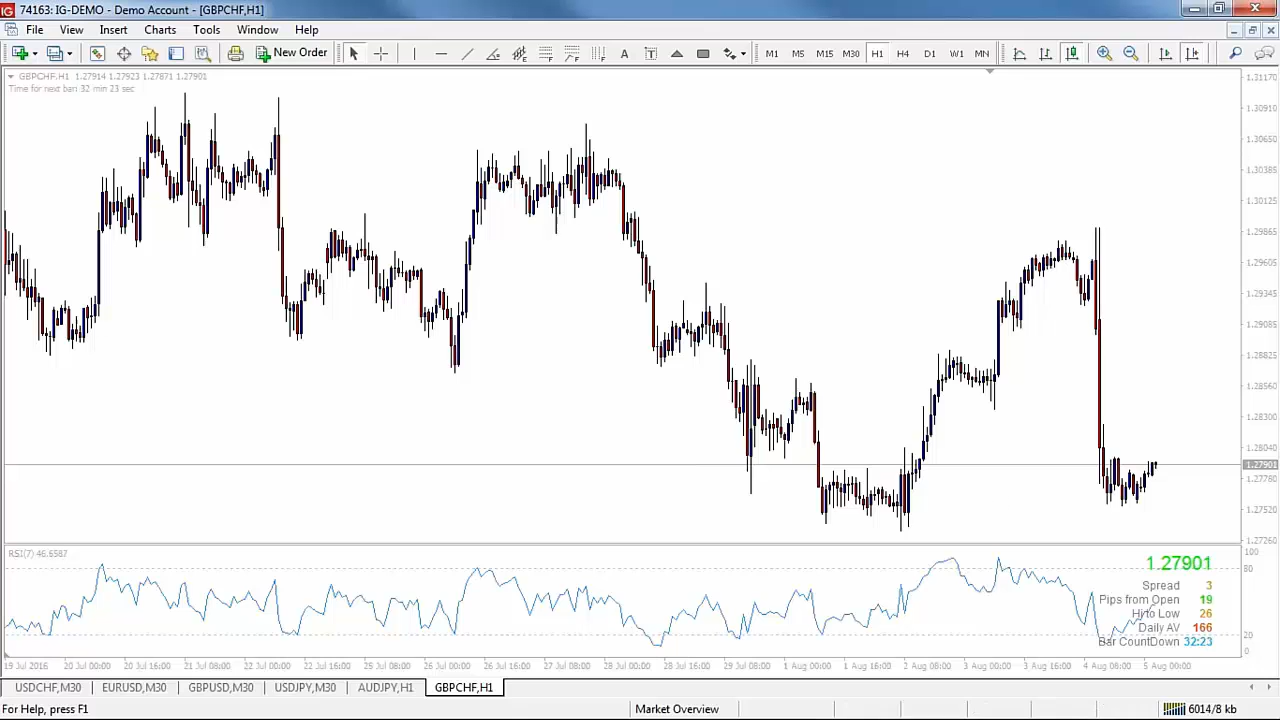 74163: IG-DEMO - Demo Account - [GBPCHF,H1]
File View Insert Charts Tools Window Help
New Order A T M1 M5 M15 M30 H1 H4 D1 W1 MN
GBPCHF,H1 1.27914 1.27923 1.27871 1.27901
Time for next bar: 32 min 23 sec
1.31170
1.30910
1.30650
1.30385
1.30125
1.29865
1.29605
1.29345
1.29085
1.28825
1.28560
1.28300
1.28040
1.27901
1.27780
1.27520
1.27260
RSI(7) 46.6587
100
80
20
0
1.27901
Spread 3
Pips from Open 19
Hi to Low 26
Daily AV 166
Bar CountDown 32:23
19 Jul 2016 20 Jul 00:00 20 Jul 16:00 21 Jul 08:00 22 Jul 00:00 22 Jul 16:00 25 Jul 08:00 26 Jul 00:00 26 Jul 16:00 27 Jul 08:00 28 Jul 00:00 28 Jul 16:00 29 Jul 08:00 1 Aug 00:00 1 Aug 16:00 2 Aug 08:00 3 Aug 00:00 3 Aug 16:00 4 Aug 08:00 5 Aug 00:00
USDCHF,M30 EURUSD,M30 GBPUSD,M30 USDJPY,M30 AUDJPY,H1 GBPCHF,H1
For Help, press F1 Market Overview 6014/8 kb